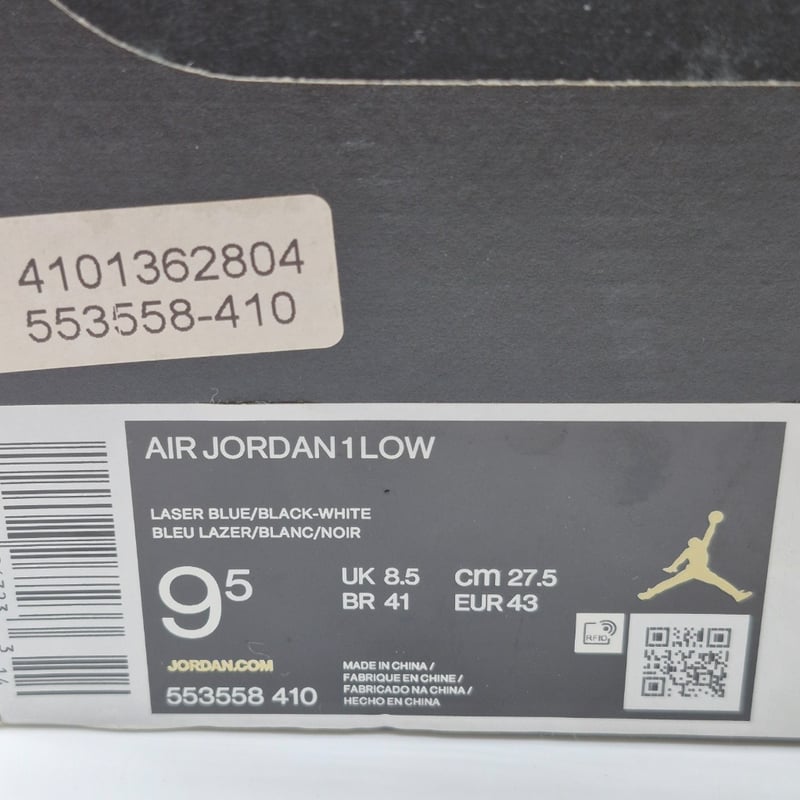 4101362804
553558-410
AIR JORDAN 1 LOW
LASER BLUE/BLACK-WHITE
BLEU LAZER/BLANC/NOIR
9 5
UK 8.5 cm 27.5
BR 41 EUR 43
RFID
JORDAN.COM
553558 410
MADE IN CHINA /
FABRIQUE EN CHINE /
FABRICADO NA CHINA /
HECHO EN CHINA